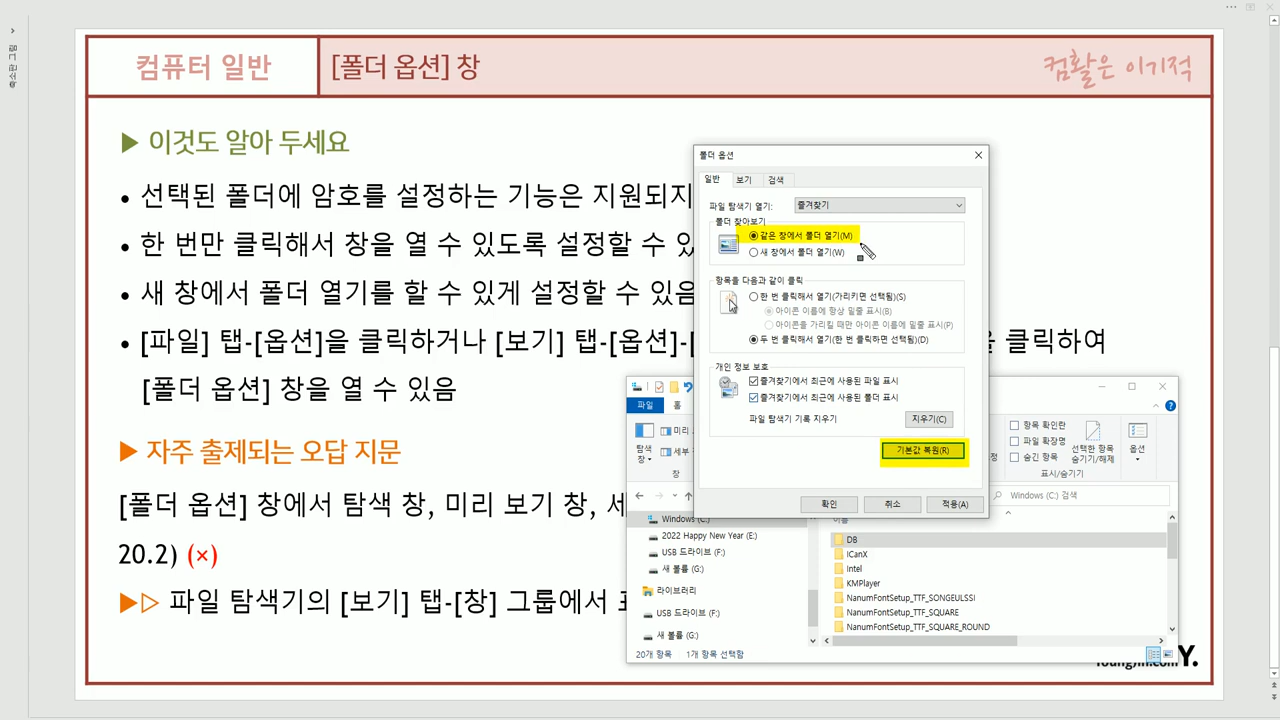 컴퓨터 일반
[폴더 옵션] 창
컴활은 이기적
▶ 이것도 알아 두세요
• 선택된 폴더에 암호를 설정하는 기능은 지원되지
• 한 번만 클릭해서 창을 열 수 있도록 설정할 수
• 새 창에서 폴더 열기를 할 수 있게 설정할 수 있음
• [파일] 탭-[옵션]을 클릭하거나 [보기] 탭-[옵션]-
을 클릭하여
[폴더 옵션] 창을 열 수 있음
▶ 자주 출제되는 오답 지문
[폴더 옵션] 창에서 탐색 창, 미리 보기 창, 세
20.2) (×)
▶▷ 파일 탐색기의 [보기] 탭-[창] 그룹에서
폴더 옵션
일반 보기 검색
파일 탐색기 열기: 즐겨찾기
폴더 찾아보기
같은 창에서 폴더 열기(M)
새 창에서 폴더 열기(W)
항목을 다음과 같이 클릭
한 번 클릭해서 열기(가리키면 선택됨)(S)
아이콘 이름에 항상 밑줄 표시(B)
아이콘을 가리킬 때만 아이콘 이름에 밑줄 표시(P)
두 번 클릭해서 열기(한 번 클릭하면 선택됨)(D)
개인 정보 보호
즐겨찾기에서 최근에 사용된 파일 표시
즐겨찾기에서 최근에 사용된 폴더 표시
파일 탐색기 기록 지우기 지우기(C)
기본값 복원(R)
확인 취소 적용(A)
파일 홈
탐색 창
미리
세부
창
항목 확인란
파일 확장명
숨긴 항목
선택한 항목 숨기기/해제
옵션
표시/숨기기
Windows (C:) 검색
Windows (C:)
2022 Happy New Year (E:)
USB 드라이브 (F:)
새 볼륨 (G:)
라이브러리
USB 드라이브 (F:)
새 볼륨 (G:)
이름
DB
ICanX
Intel
KMPlayer
NanumFontSetup_TTF_SONGEULSSI
NanumFontSetup_TTF_SQUARE
NanumFontSetup_TTF_SQUARE_ROUND
20개 항목 1개 항목 선택함
Y.